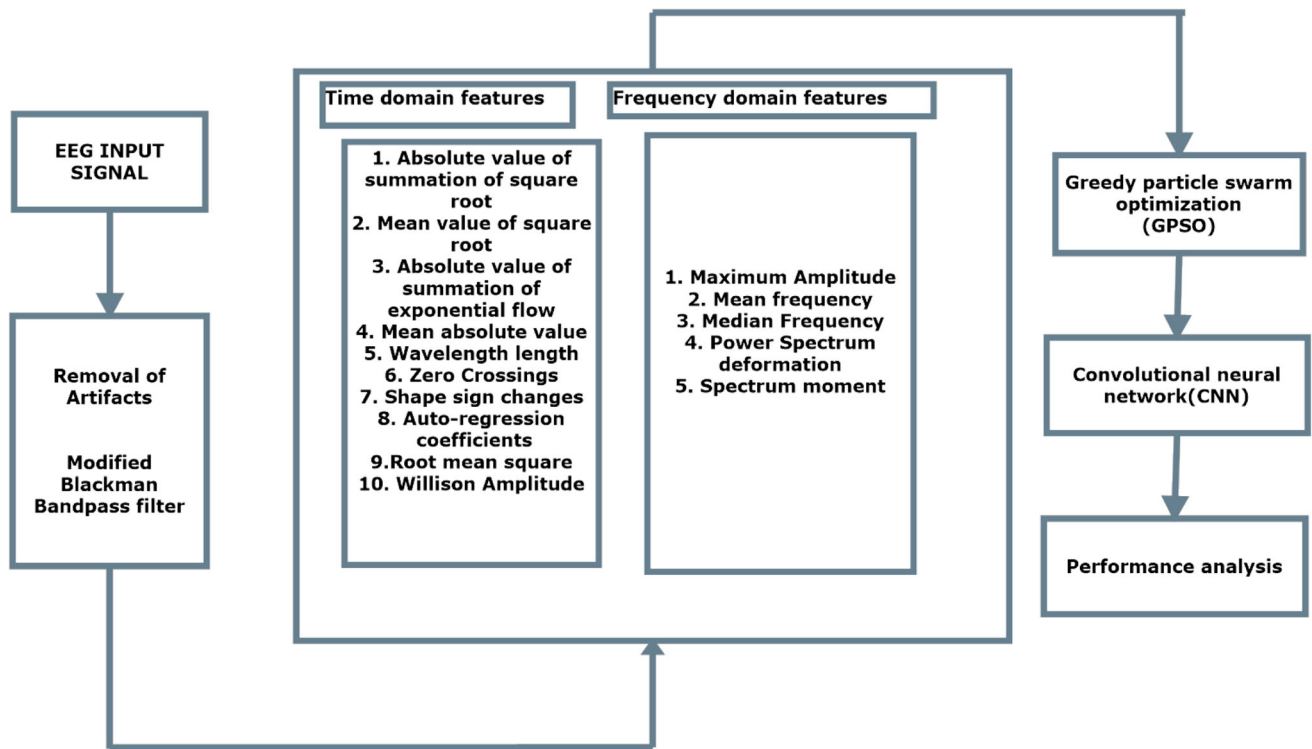 EEG INPUT
SIGNAL
Removal of
Artifacts
Modified
Blackman
Bandpass filter
Time domain features
1. Absolute value of
summation of square
root
2. Mean value of square
root
3. Absolute value of
summation of
exponential flow
4. Mean absolute value
5. Wavelength length
6. Zero Crossings
7. Shape sign changes
8. Auto-regression
coefficients
9.Root mean square
10. Willison Amplitude
Frequency domain features
1. Maximum Amplitude
2. Mean frequency
3. Median Frequency
4. Power Spectrum
deformation
5. Spectrum moment
Greedy particle swarm
optimization
(GPSO)
Convolutional neural
network(CNN)
Performance analysis